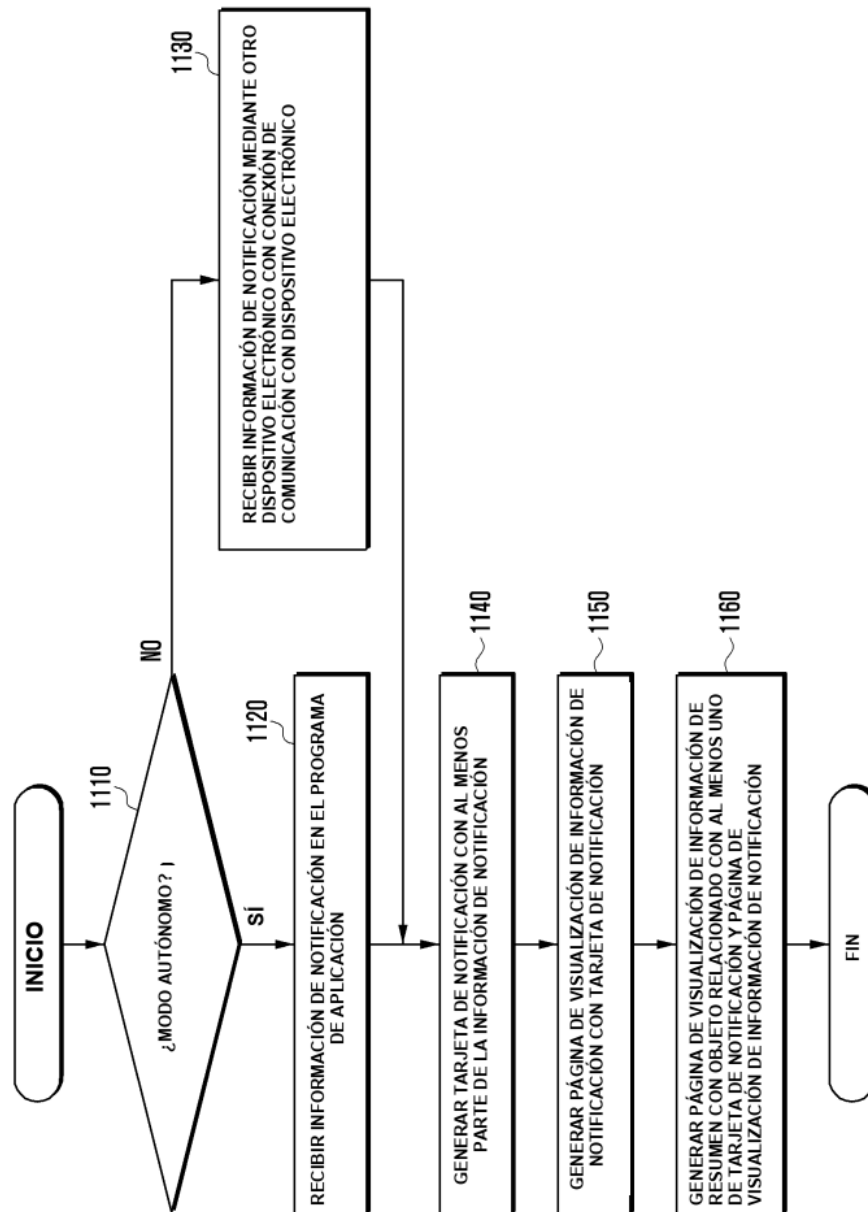 INICIO
1110
¿MODO AUTÓNOMO? )
NO
SÍ
1120
RECIBIR INFORMACIÓN DE NOTIFICACIÓN EN EL PROGRAMA
DE APLICACIÓN
1130
RECIBIR INFORMACIÓN DE NOTIFICACIÓN MEDIANTE OTRO
DISPOSITIVO ELECTRÓNICO CON CONEXIÓN DE
COMUNICACIÓN CON DISPOSITIVO ELECTRÓNICO
1140
GENERAR TARJETA DE NOTIFICACIÓN CON AL MENOS
PARTE DE LA INFORMACIÓN DE NOTIFICACIÓN
1150
GENERAR PÁGINA DE VISUALIZACIÓN DE INFORMACIÓN DE
NOTIFICACIÓN CON TARJETA DE NOTIFICACIÓN
1160
GENERAR PÁGINA DE VISUALIZACIÓN DE INFORMACIÓN DE
RESUMEN CON OBJETO RELACIONADO CON AL MENOS UNO
DE TARJETA DE NOTIFICACIÓN Y PÁGINA DE
VISUALIZACIÓN DE INFORMACIÓN DE NOTIFICACIÓN
FIN